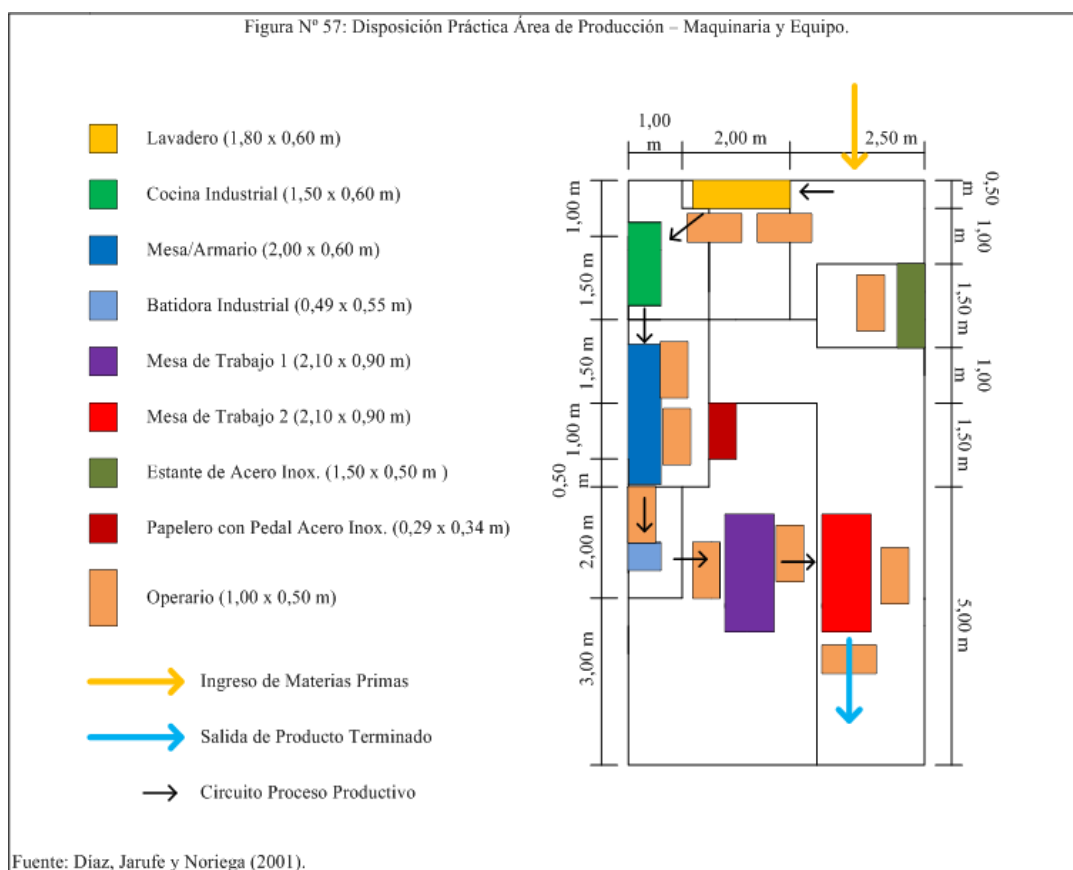 Figura N° 57: Disposición Práctica Área de Producción – Maquinaria y Equipo.
Lavadero (1,80 x 0,60 m)
Cocina Industrial (1,50 x 0,60 m)
Mesa/Armario (2,00 x 0,60 m)
Batidora Industrial (0,49 x 0,55 m)
Mesa de Trabajo 1 (2,10 x 0,90 m)
Mesa de Trabajo 2 (2,10 x 0,90 m)
Estante de Acero Inox. (1,50 x 0,50 m )
Papelero con Pedal Acero Inox. (0,29 x 0,34 m)
Operario (1,00 x 0,50 m)
Ingreso de Materias Primas
Salida de Producto Terminado
Circuito Proceso Productivo
1,00
m
2,00 m
2,50 m
1,00 m
1,50 m
1,50 m
1,00 m
0,50
m
2,00 m
3,00 m
0,50
m
1,00
m
1,50 m
1,00
m
1,50 m
5,00 m
Fuente: Díaz, Jarufe y Noriega (2001).